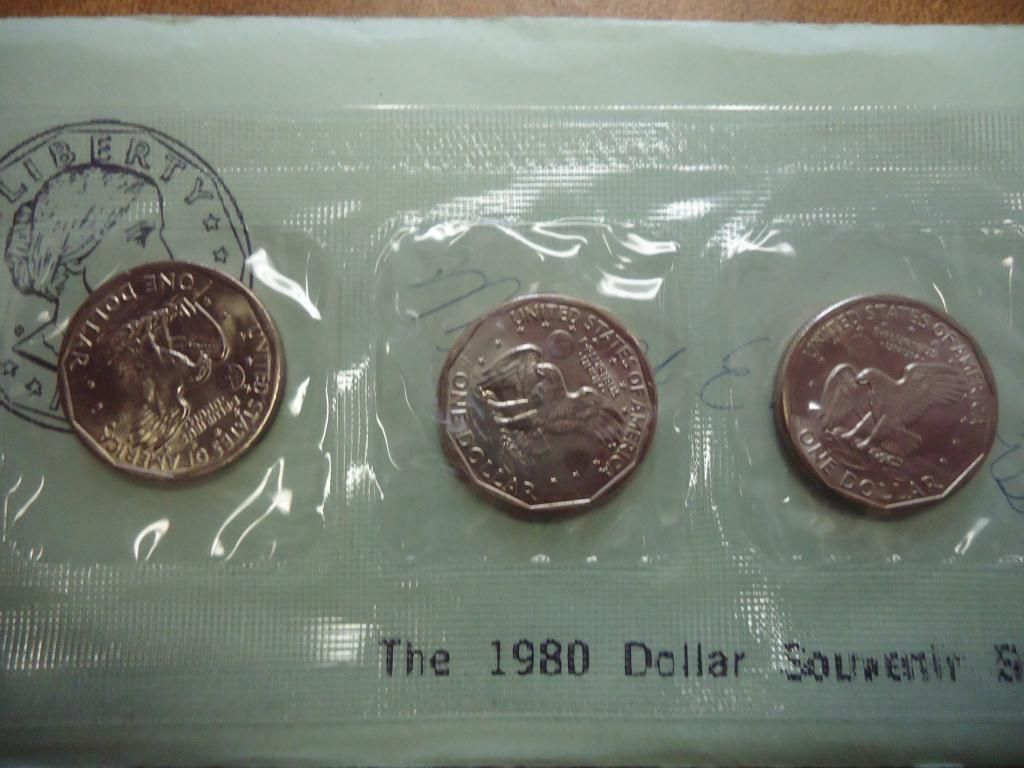 LIBERTY
ONE DOLLAR
UNITED STATES OF AMERICA
UNITED STATES OF AMERICA
ONE DOLLAR
UNITED STATES OF AMERICA
ONE DOLLAR
The 1980 Dollar Souvenir S